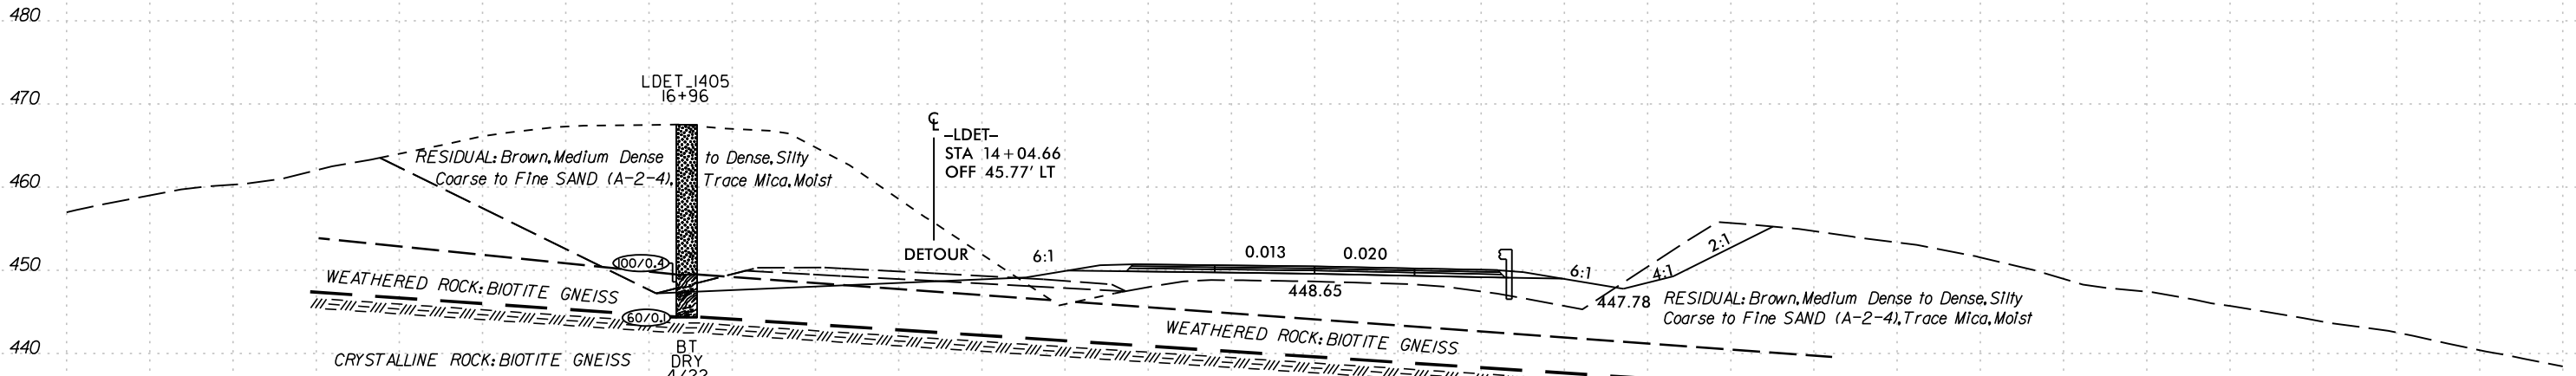 480
LDET_1405
16+96
470
℄
–LDET–
STA 14+04.66
OFF 45.77' LT
RESIDUAL: Brown, Medium Dense to Dense, Silty
Coarse to Fine SAND (A-2-4), Trace Mica, Moist
460
DETOUR
6:1
0.013
0.020
2:1
450
100/0.4
6:1
4:1
WEATHERED ROCK: BIOTITE GNEISS
448.65
447.78
RESIDUAL: Brown, Medium Dense to Dense, Silty
Coarse to Fine SAND (A-2-4), Trace Mica, Moist
60/0.1
WEATHERED ROCK: BIOTITE GNEISS
440
CRYSTALLINE ROCK: BIOTITE GNEISS
BT
DRY